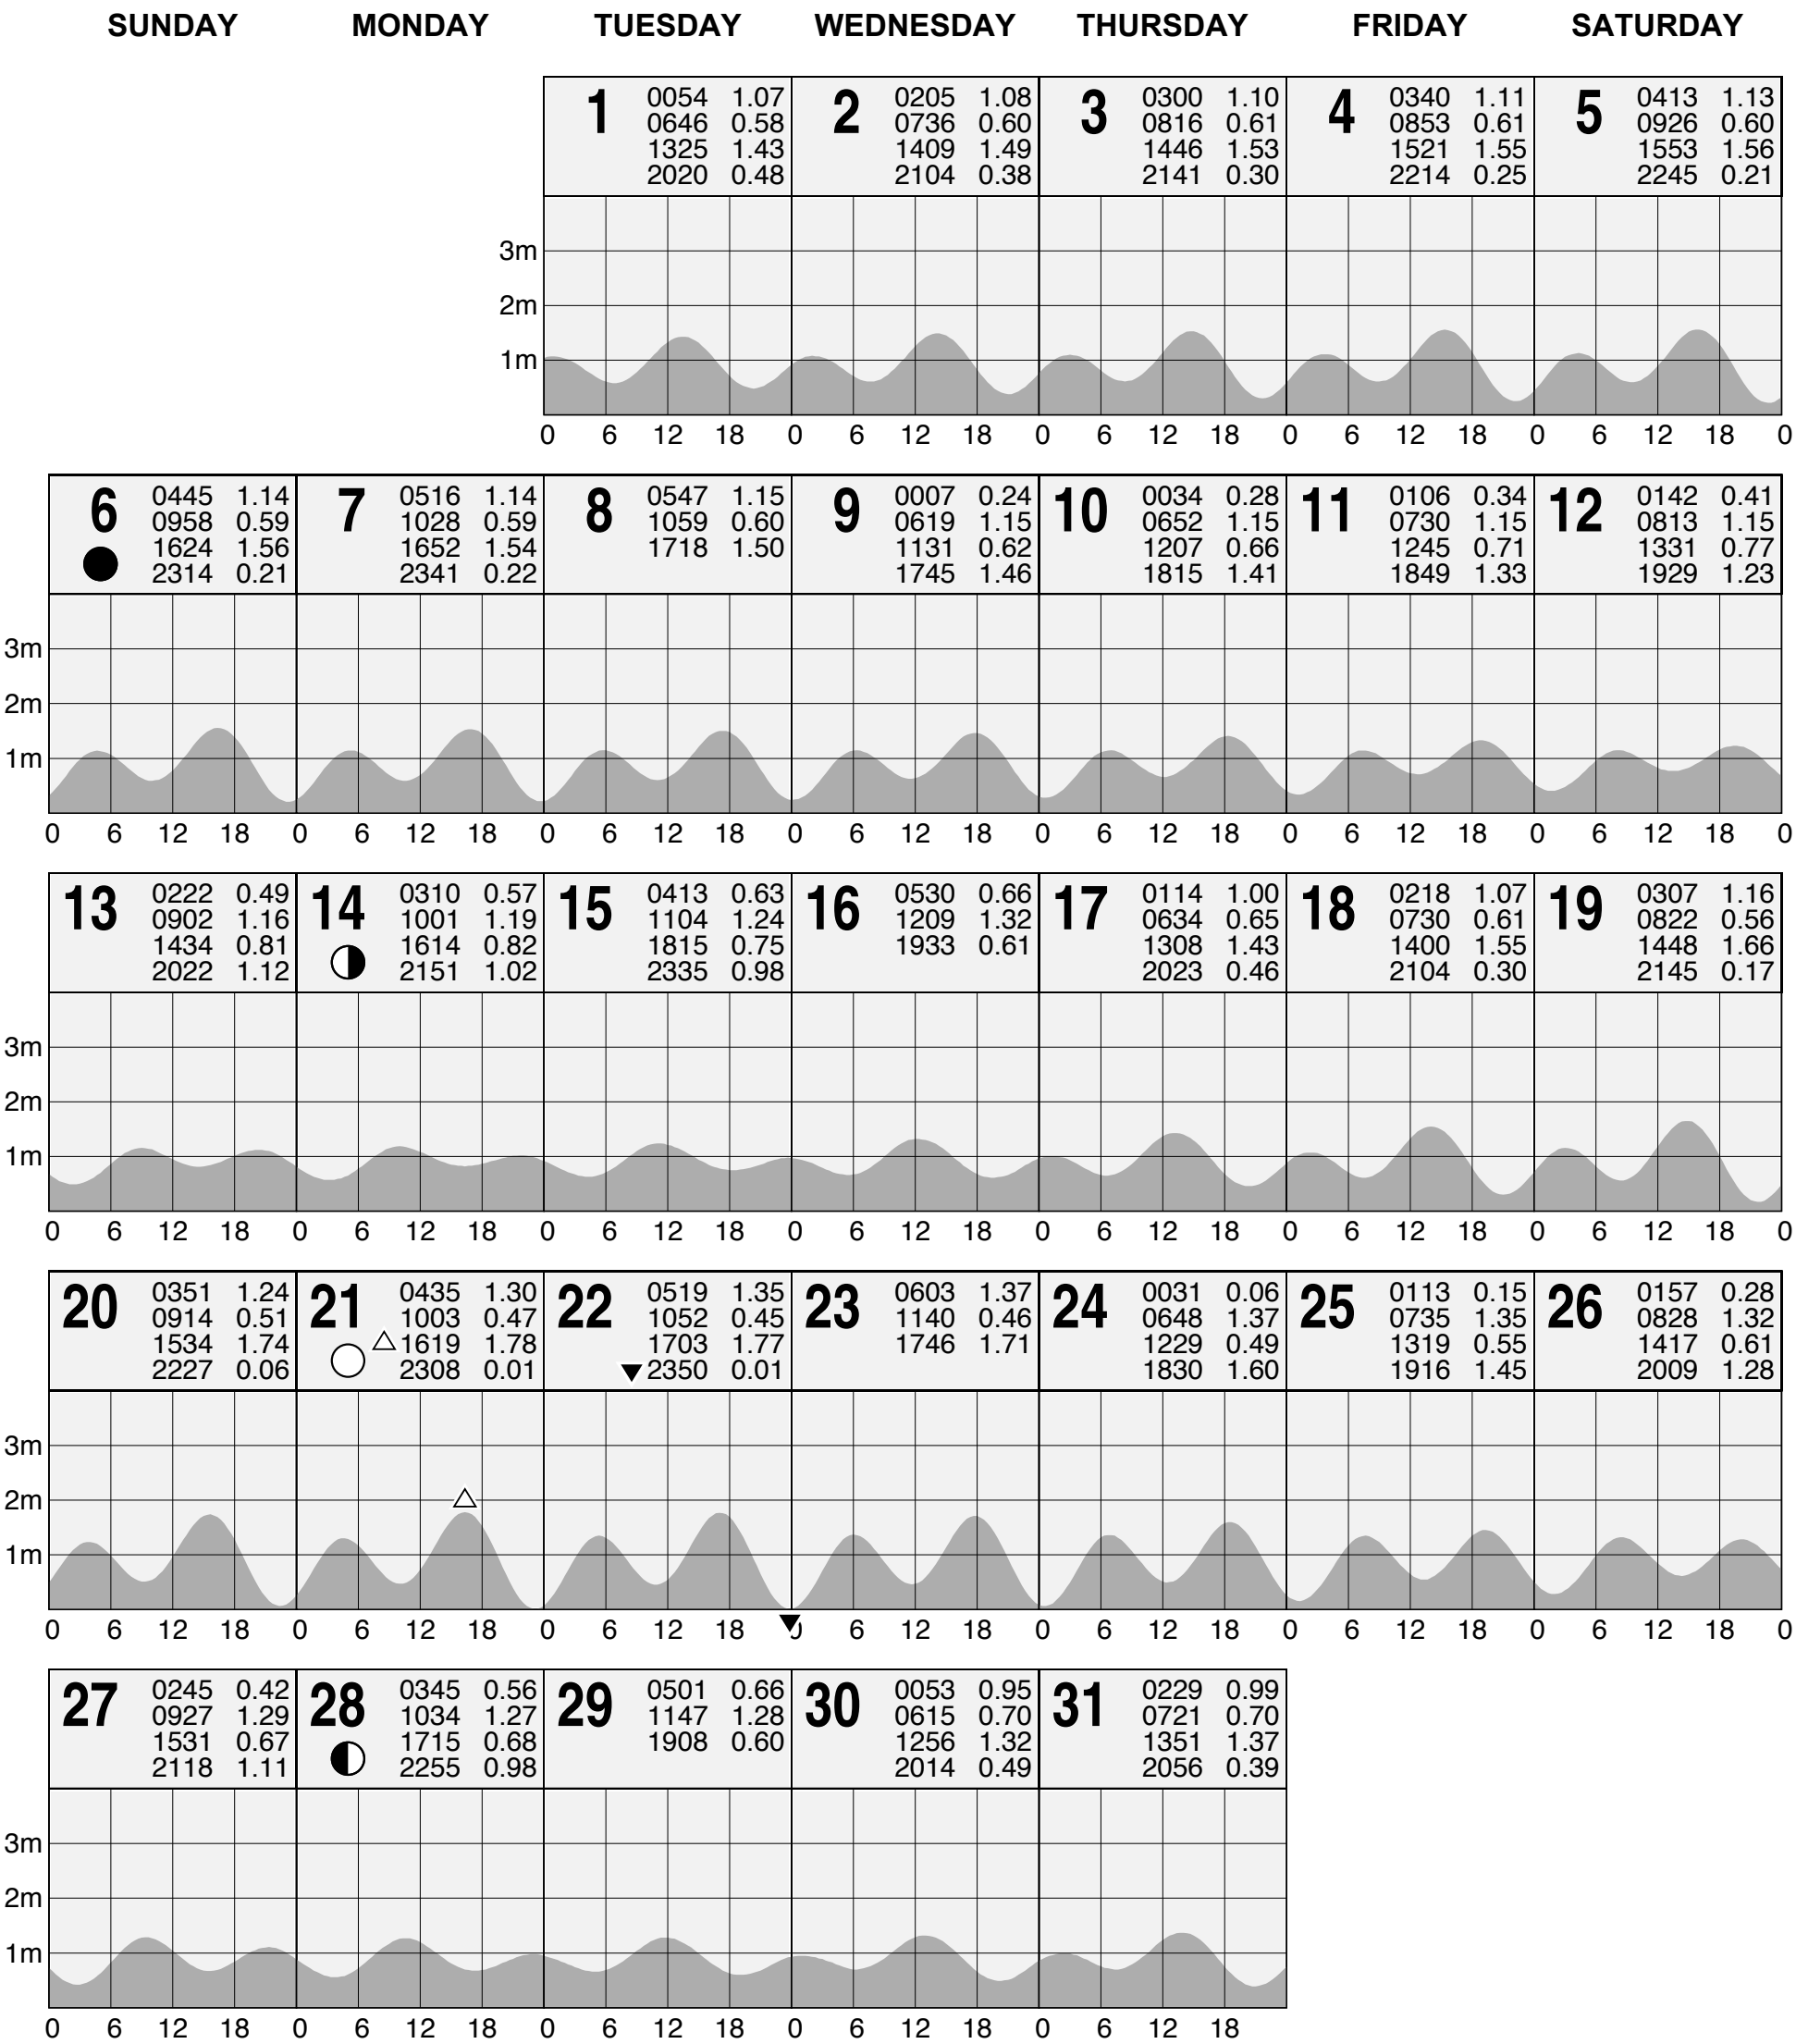 SUNDAY MONDAY TUESDAY WEDNESDAY THURSDAY FRIDAY SATURDAY
1 0054 1.07
0646 0.58
1325 1.43
2020 0.48
2 0205 1.08
0736 0.60
1409 1.49
2104 0.38
3 0300 1.10
0816 0.61
1446 1.53
2141 0.30
4 0340 1.11
0853 0.61
1521 1.55
2214 0.25
5 0413 1.13
0926 0.60
1553 1.56
2245 0.21
3m
2m
1m
0 6 12 18 0 6 12 18 0 6 12 18 0 6 12 18 0 6 12 18 0
6 0445 1.14
0958 0.59
1624 1.56
2314 0.21
7 0516 1.14
1028 0.59
1652 1.54
2341 0.22
8 0547 1.15
1059 0.60
1718 1.50
9 0007 0.24
0619 1.15
1131 0.62
1745 1.46
10 0034 0.28
0652 1.15
1207 0.66
1815 1.41
11 0106 0.34
0730 1.15
1245 0.71
1849 1.33
12 0142 0.41
0813 1.15
1331 0.77
1929 1.23
3m
2m
1m
0 6 12 18 0 6 12 18 0 6 12 18 0 6 12 18 0 6 12 18 0 6 12 18 0 6 12 18 0
13 0222 0.49
0902 1.16
1434 0.81
2022 1.12
14 0310 0.57
1001 1.19
1614 0.82
2151 1.02
15 0413 0.63
1104 1.24
1815 0.75
2335 0.98
16 0530 0.66
1209 1.32
1933 0.61
17 0114 1.00
0634 0.65
1308 1.43
2023 0.46
18 0218 1.07
0730 0.61
1400 1.55
2104 0.30
19 0307 1.16
0822 0.56
1448 1.66
2145 0.17
3m
2m
1m
0 6 12 18 0 6 12 18 0 6 12 18 0 6 12 18 0 6 12 18 0 6 12 18 0 6 12 18 0
20 0351 1.24
0914 0.51
1534 1.74
2227 0.06
21 0435 1.30
1003 0.47
1619 1.78
2308 0.01
22 0519 1.35
1052 0.45
1703 1.77
2350 0.01
23 0603 1.37
1140 0.46
1746 1.71
24 0031 0.06
0648 1.37
1229 0.49
1830 1.60
25 0113 0.15
0735 1.35
1319 0.55
1916 1.45
26 0157 0.28
0828 1.32
1417 0.61
2009 1.28
3m
2m
1m
0 6 12 18 0 6 12 18 0 6 12 18 0 6 12 18 0 6 12 18 0 6 12 18 0 6 12 18 0
27 0245 0.42
0927 1.29
1531 0.67
2118 1.11
28 0345 0.56
1034 1.27
1715 0.68
2255 0.98
29 0501 0.66
1147 1.28
1908 0.60
30 0053 0.95
0615 0.70
1256 1.32
2014 0.49
31 0229 0.99
0721 0.70
1351 1.37
2056 0.39
3m
2m
1m
0 6 12 18 0 6 12 18 0 6 12 18 0 6 12 18 0 6 12 18